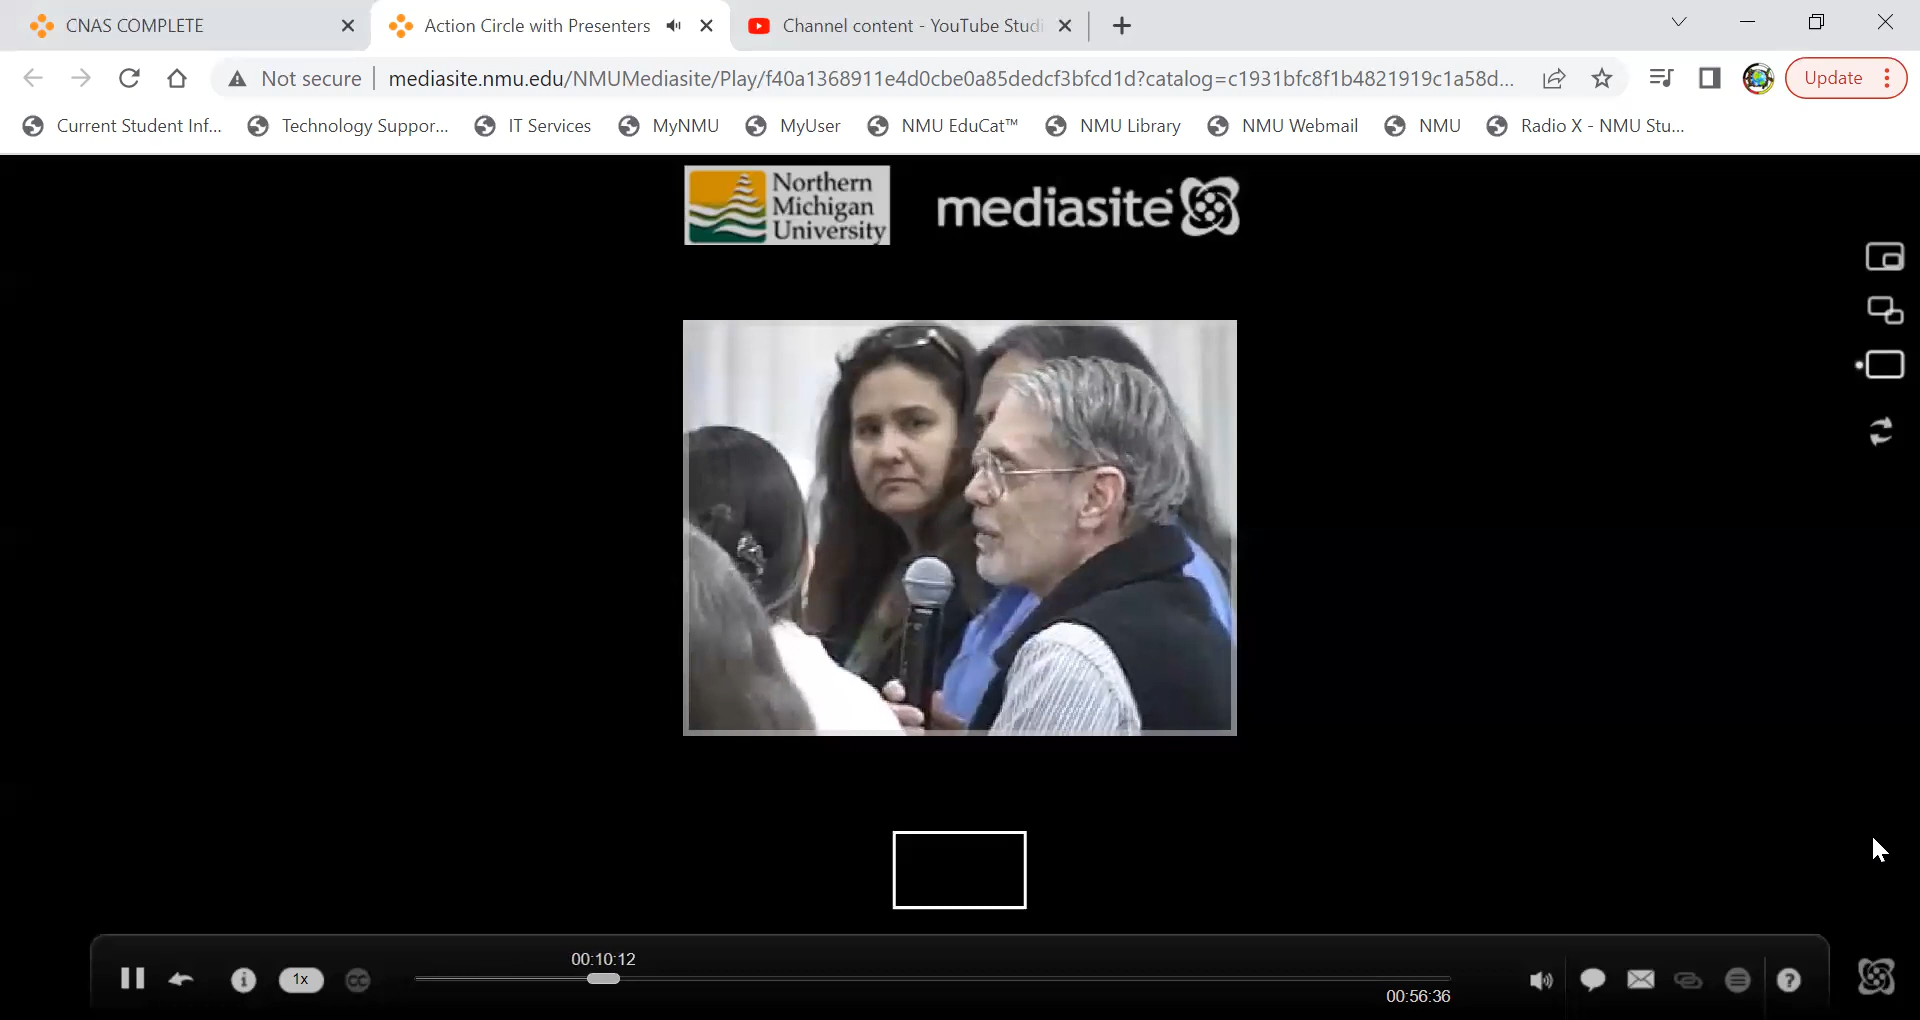 CNAS COMPLETE
Action Circle with Presenters
Channel content - YouTube Studi
Not secure
mediasite.nmu.edu/NMUMediasite/Play/f40a1368911e4d0cbe0a85dedcf3bfcd1d?catalog=c1931bfc8f1b4821919c1a58d...
Update
Current Student Inf...
Technology Suppor...
IT Services
MyNMU
MyUser
NMU EduCat™
NMU Library
NMU Webmail
NMU
Radio X - NMU Stu...
Northern
Michigan
University
mediasite
00:10:12
1x
CC
00:56:36